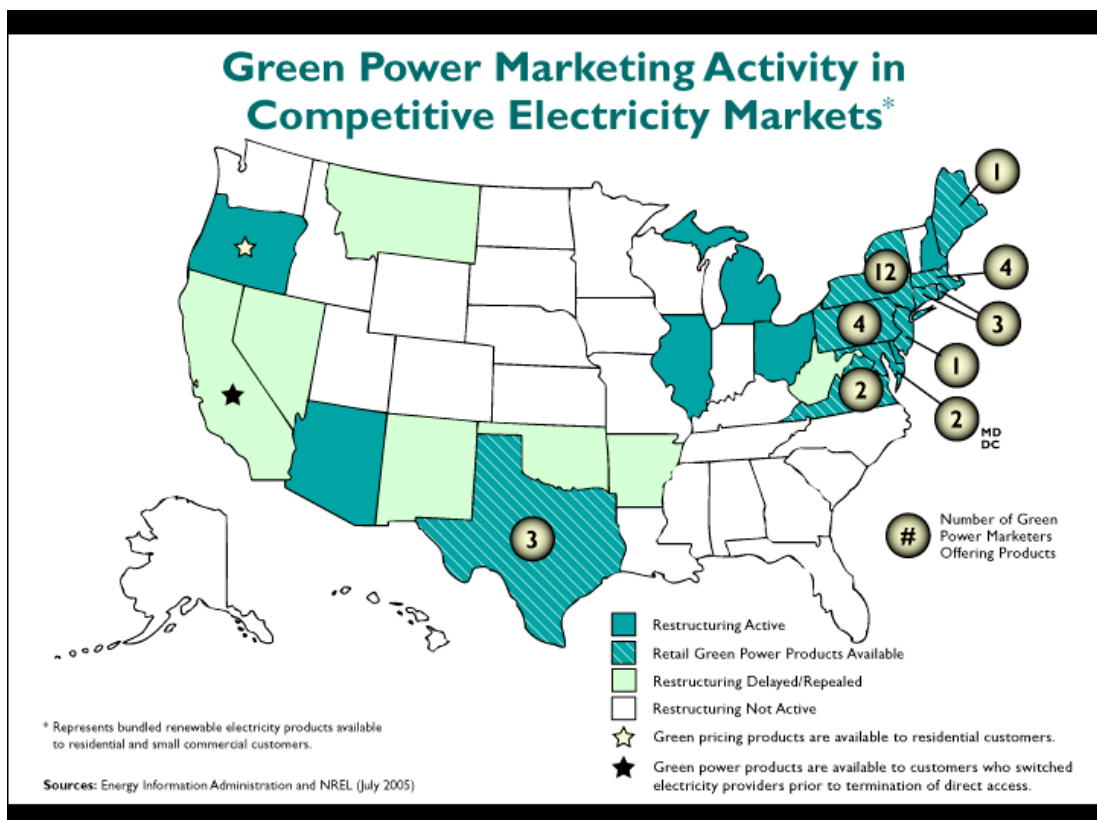 Green Power Marketing Activity in
Competitive Electricity Markets*
1
12
4
4
3
1
2
2
MD
DC
3
#
Number of Green
Power Marketers
Offering Products
Restructuring Active
Retail Green Power Products Available
Restructuring Delayed/Repealed
Restructuring Not Active
Green pricing products are available to residential customers.
Green power products are available to customers who switched
electricity providers prior to termination of direct access.
* Represents bundled renewable electricity products available
to residential and small commercial customers.
Sources: Energy Information Administration and NREL (July 2005)